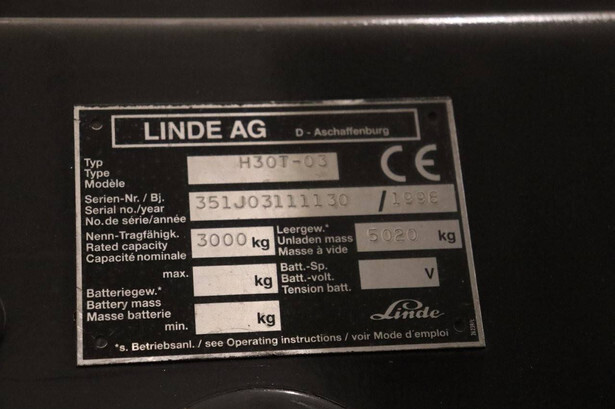 LINDE AG D - Aschaffenburg
Typ
Type
Modèle
H30T-03
CE
Serien-Nr. / Bj.
Serial no./year
No. de série/année
351J03111130 / 1998
Nenn-Tragfähigk.
Rated capacity
Capacité nominale
3000 kg
Leergew.*
Unladen mass
Masse à vide
5020 kg
max. kg
Batteriegew.*
Battery mass
Masse batterie
min. kg
Batt.-Sp.
Batt.-volt.
Tension batt.
V
Linde
*s. Betriebsanl. / see Operating instructions / voir Mode d'emploi